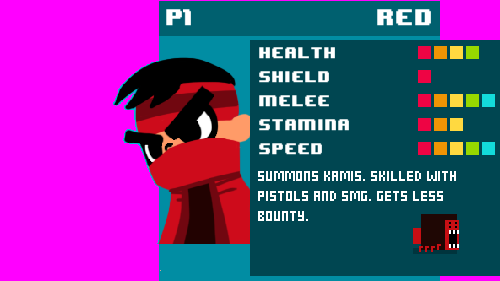 P1
RED
HEALTH
SHIELD
MELEE
STAMINA
SPEED
SUMMONS KAMIS. SKILLED WITH
PISTOLS AND SMG. GETS LESS
BOUNTY.